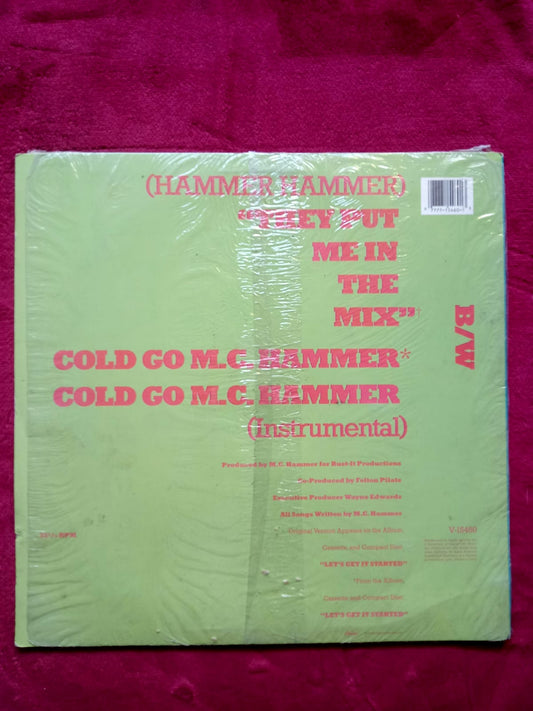 (HAMMER HAMMER)
"THEY PUT
ME IN
THE
MIX"†
B/W
COLD GO M.C. HAMMER*
COLD GO M.C. HAMMER
(Instrumental)
Produced by M.C. Hammer for Bust-It Productions
Co-Produced by Felton Pilate
Executive Producer Wayne Edwards
All Songs Written by M.C. Hammer
Original Version Appears on the Album,
Cassette and Compact Disc,
"LET'S GET IT STARTED"
*From the Album,
Cassette and Compact Disc,
"LET'S GET IT STARTED"
33⅓ RPM
V-15460